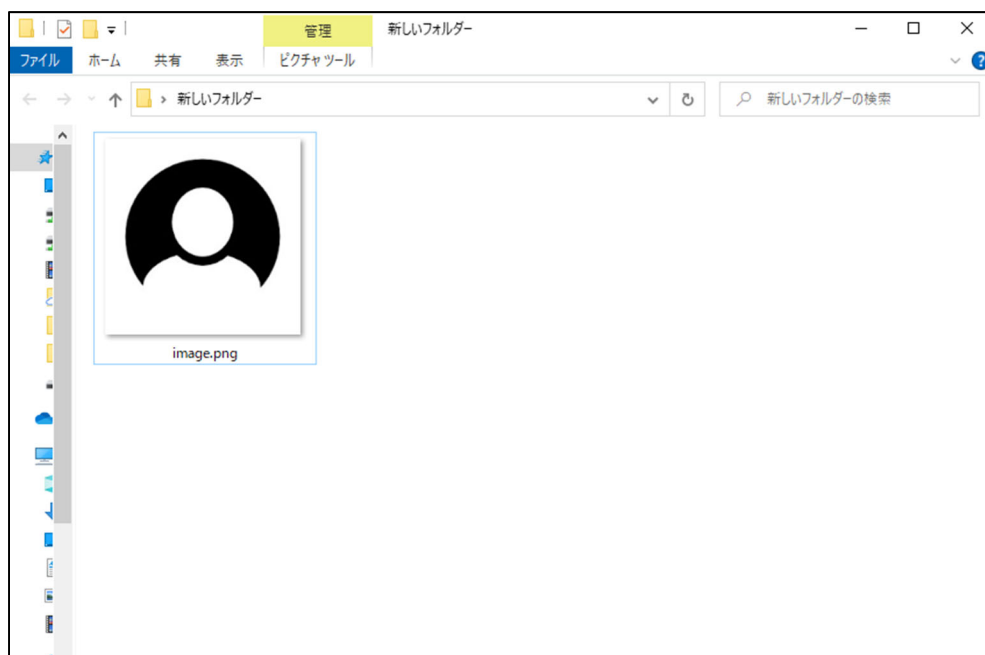 管理 新しいフォルダー
ファイル ホーム 共有 表示 ピクチャ ツール
新しいフォルダー 新しいフォルダーの検索
image.png